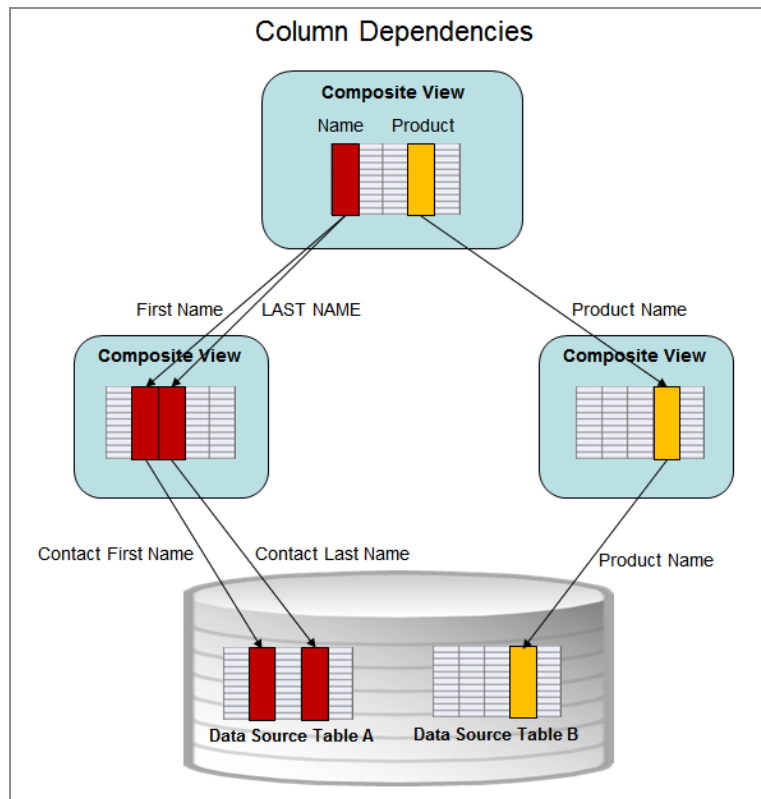 Column Dependencies
Composite View
Name Product
First Name LAST NAME
Product Name
Composite View
Composite View
Contact First Name Contact Last Name
Product Name
Data Source Table A
Data Source Table B